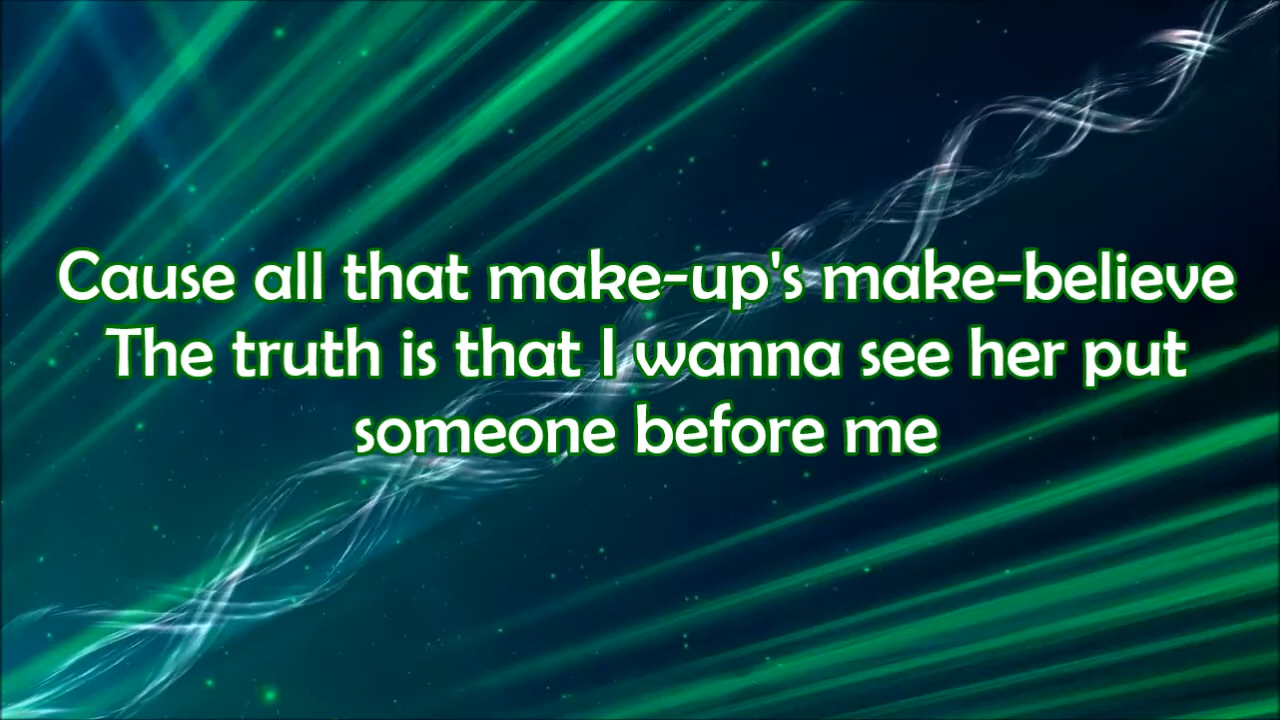 Cause all that make-up's make-believe
The truth is that I wanna see her put
someone before me